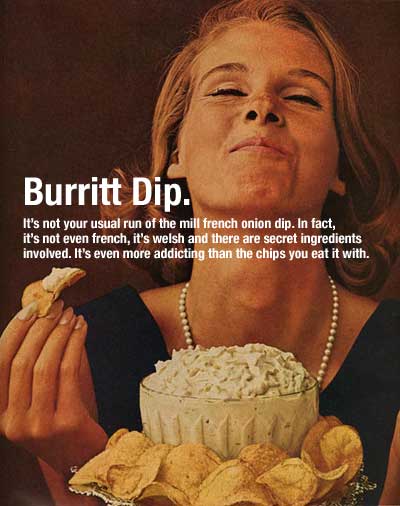 Burritt Dip.
It's not your usual run of the mill french onion dip. In fact,
it's not even french, it's welsh and there are secret ingredients
involved. It's even more addicting than the chips you eat it with.